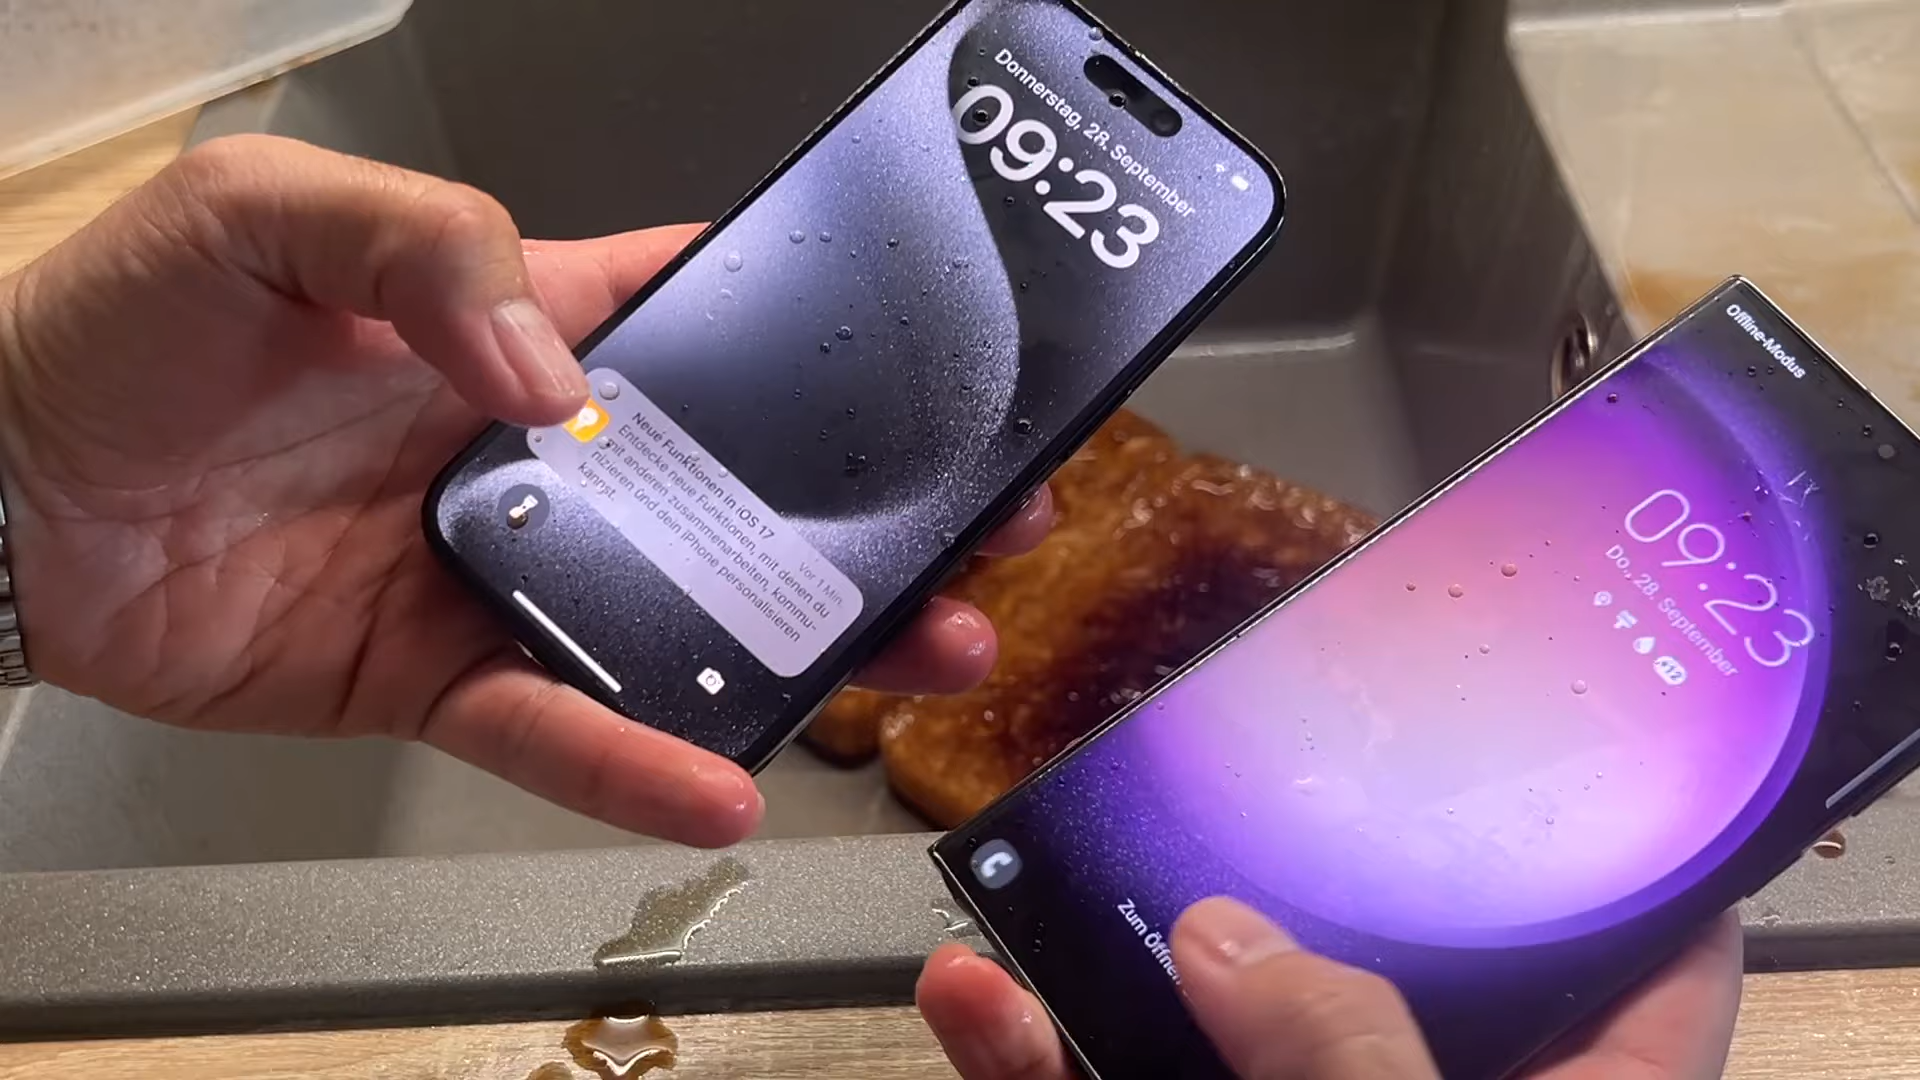 Donnerstag, 28. September
09:23
Neue Funktionen in iOS 17
Vor 1 Min.
Entdecke neue Funktionen, mit denen du
mit anderen zusammenarbeiten, kommu-
nizieren und dein iPhone personalisieren
kannst.
Offline-Modus
09:23
Do., 28. September
+12
Zum Öffnen